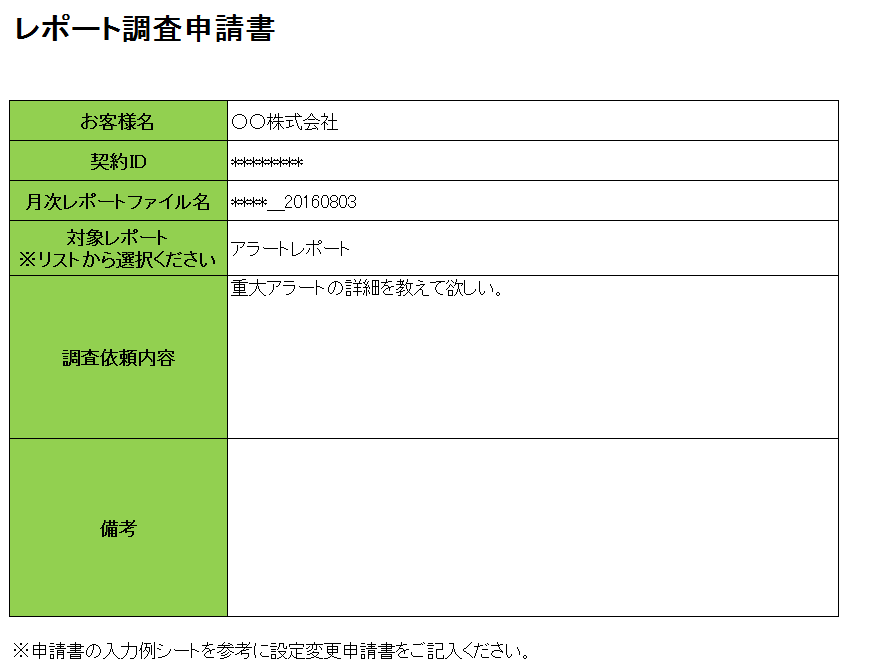 レポート調査申請書
お客様名
〇〇株式会社
契約ID
********
月次レポートファイル名
****__20160803
対象レポート
※リストから選択ください
アラートレポート
調査依頼内容
重大アラートの詳細を教えて欲しい。
備考
※申請書の入力例シートを参考に設定変更申請書をご記入ください。